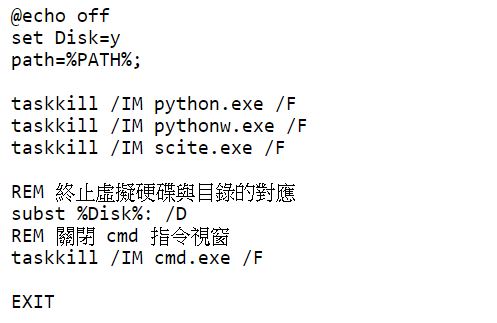 @echo off
set Disk=y
path=%PATH%;
taskkill /IM python.exe /F
taskkill /IM pythonw.exe /F
taskkill /IM scite.exe /F
REM 終止虛擬硬碟與目錄的對應
subst %Disk%: /D
REM 關閉 cmd 指令視窗
taskkill /IM cmd.exe /F
EXIT